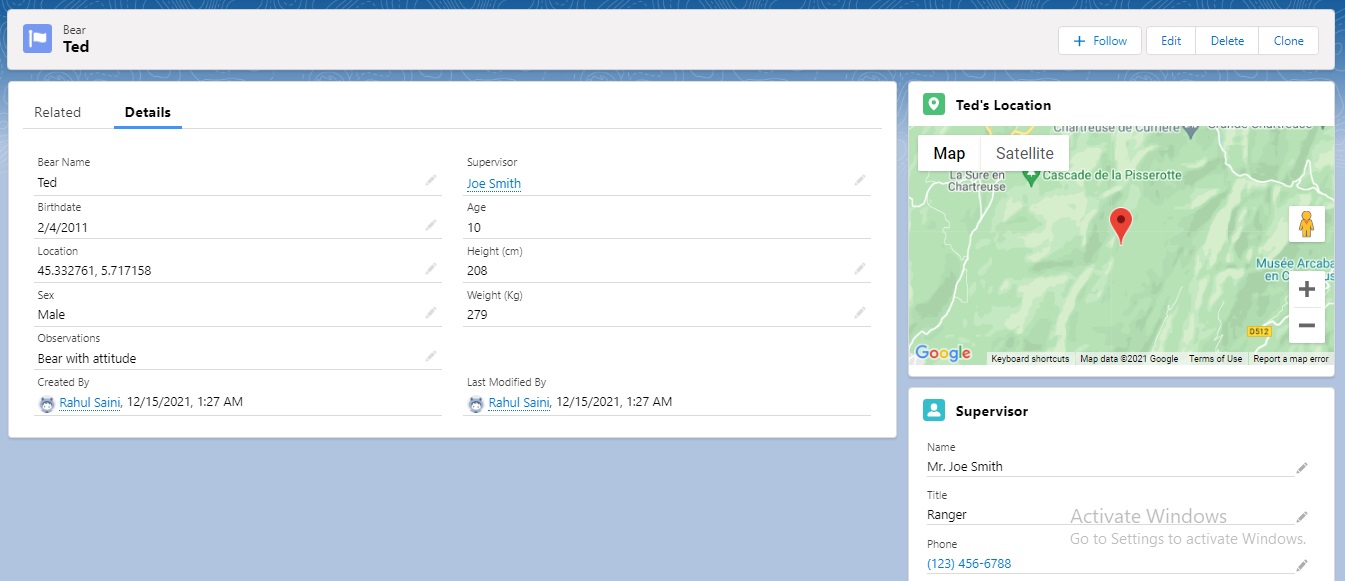 Bear
Ted
Follow
Edit
Delete
Clone
Related
Details
Bear Name
Ted
Supervisor
Joe Smith
Birthdate
2/4/2011
Age
10
Location
45.332761, 5.717158
Height (cm)
208
Sex
Male
Weight (Kg)
279
Observations
Bear with attitude
Created By
Rahul Saini, 12/15/2021, 1:27 AM
Last Modified By
Rahul Saini, 12/15/2021, 1:27 AM
Ted's Location
Chartreuse de Curière
Grande Chartreuse
Map
Satellite
La Sure en
Chartreuse
Cascade de la Pisserotte
Musée
en
D512
Google
Keyboard shortcuts
Map data ©2021 Google
Terms of Use
Report a map error
Supervisor
Name
Mr. Joe Smith
Title
Ranger
Phone
(123) 456-6788
Activate Windows
Go to Settings to activate Windows.